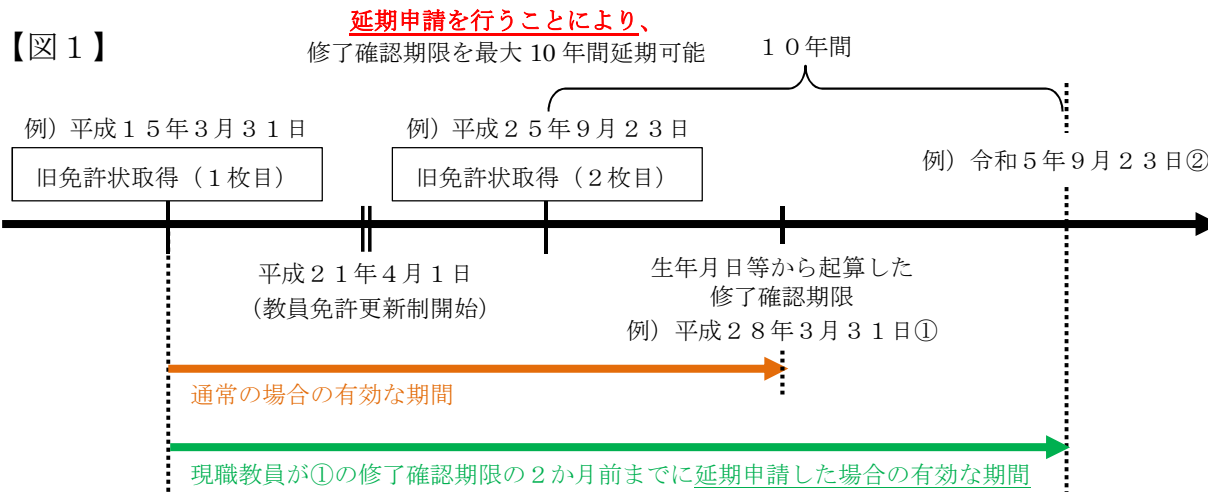 延期申請を行うことにより、
【図１】
修了確認期限を最大 10 年間延期可能
１０年間
例）平成１５年３月３１日
例）平成２５年９月２３日
例）令和５年９月２３日②
旧免許状取得（１枚目）
旧免許状取得（２枚目）
平成２１年４月１日
（教員免許更新制開始）
生年月日等から起算した
修了確認期限
例）平成２８年３月３１日①
通常の場合の有効な期間
現職教員が①の修了確認期限の２か月前までに延期申請した場合の有効な期間